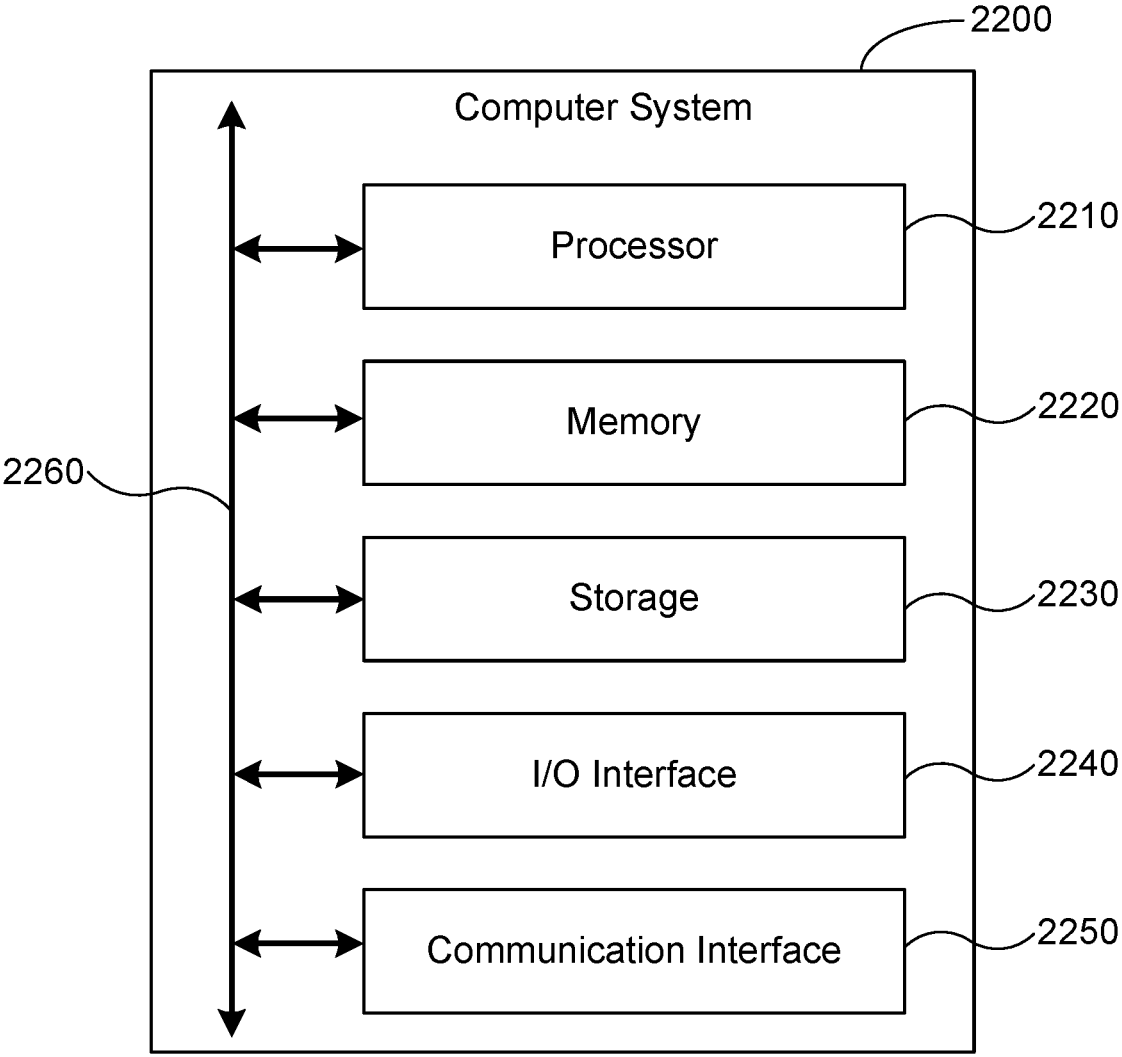 2200
Computer System
Processor
2210
Memory
2220
2260
Storage
2230
I/O Interface
2240
Communication Interface
2250